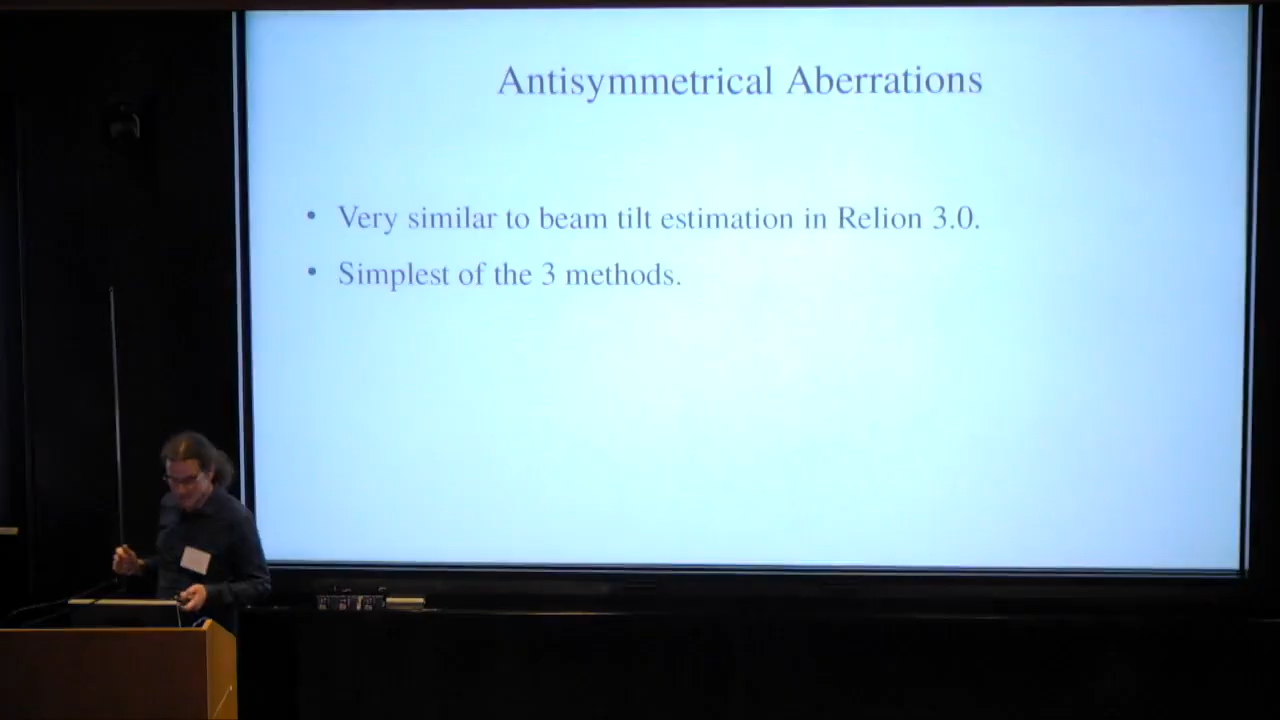 Antisymmetrical Aberrations
• Very similar to beam tilt estimation in Relion 3.0.
• Simplest of the 3 methods.